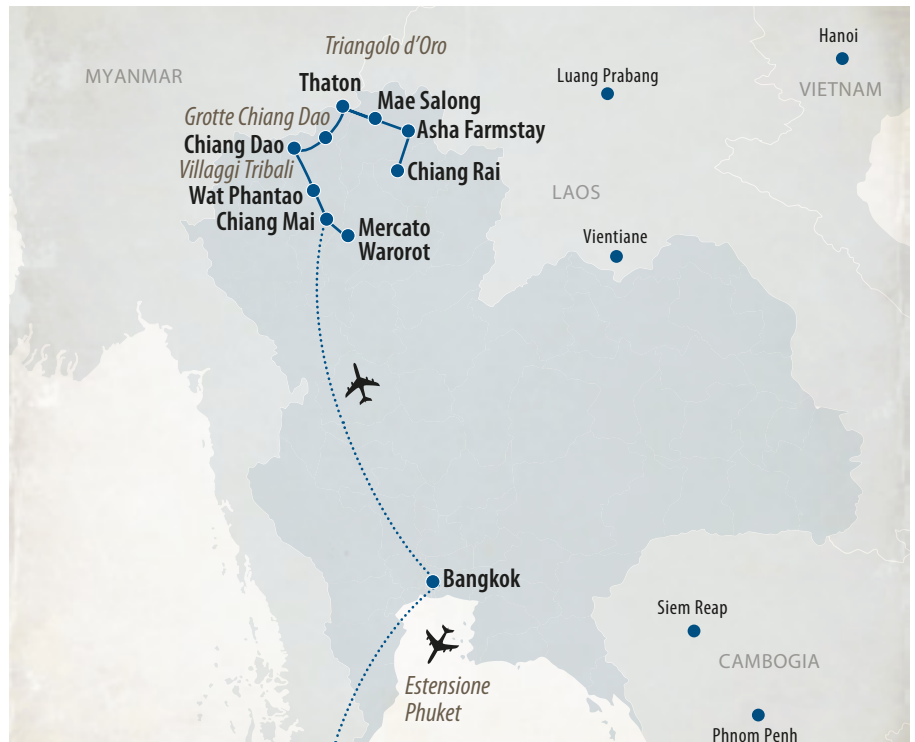 Hanoi
Triangolo d'Oro
MYANMAR
Luang Prabang
VIETNAM
Thaton
Mae Salong
Grotte Chiang Dao
Asha Farmstay
Chiang Dao
Villaggi Tribali
Chiang Rai
Wat Phantao
LAOS
Chiang Mai
Mercato
Warorot
Vientiane
Bangkok
Siem Reap
CAMBOGIA
Estensione
Phuket
Phnom Penh